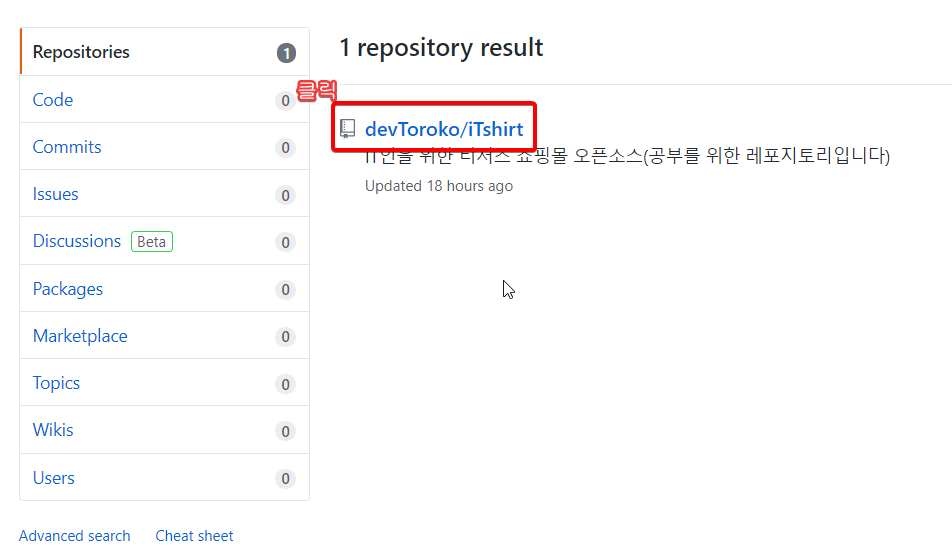 Repositories 1
Code 0
Commits 0
Issues 0
Discussions Beta 0
Packages 0
Marketplace 0
Topics 0
Wikis 0
Users 0
Advanced search Cheat sheet
1 repository result
클릭
devToroko/iTshirt
IT인을 위한 티셔츠 쇼핑몰 오픈소스(공부를 위한 레포지토리입니다)
Updated 18 hours ago